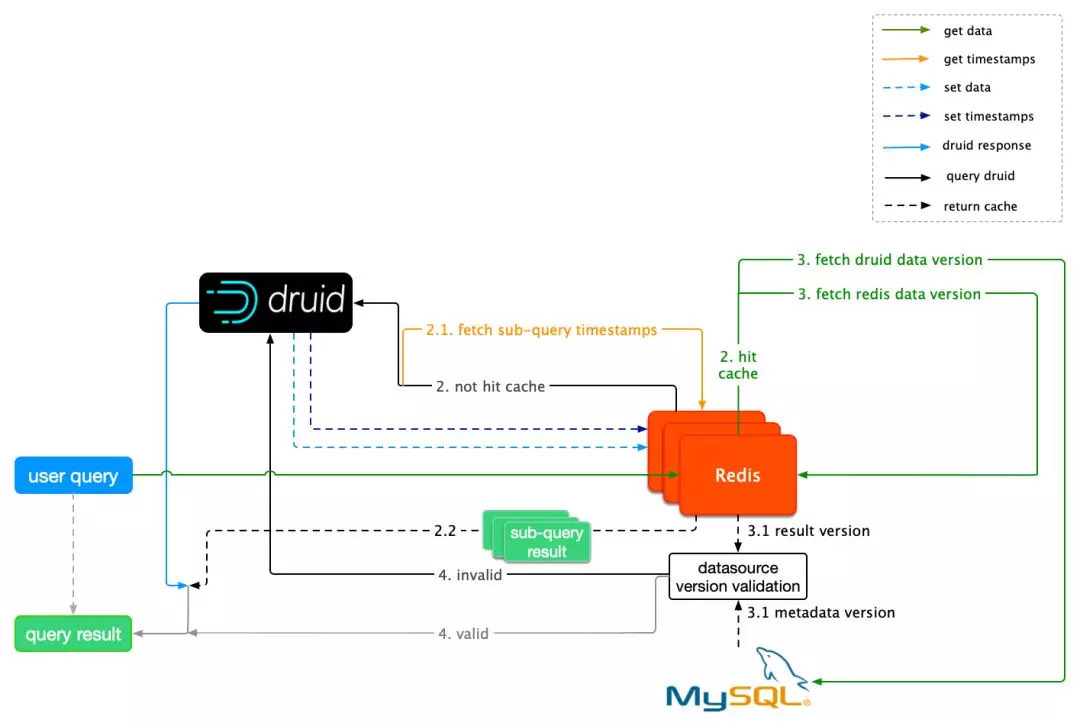 get data
get timestamps
set data
set timestamps
druid response
query druid
return cache
3. fetch druid data version
3. fetch redis data version
druid
2.1. fetch sub-query timestamps
2. hit
cache
2. not hit cache
user query
Redis
2.2
sub-query
result
3.1 result version
4. invalid
datasource
version validation
3.1 metadata version
query result
4. valid
MySQL®